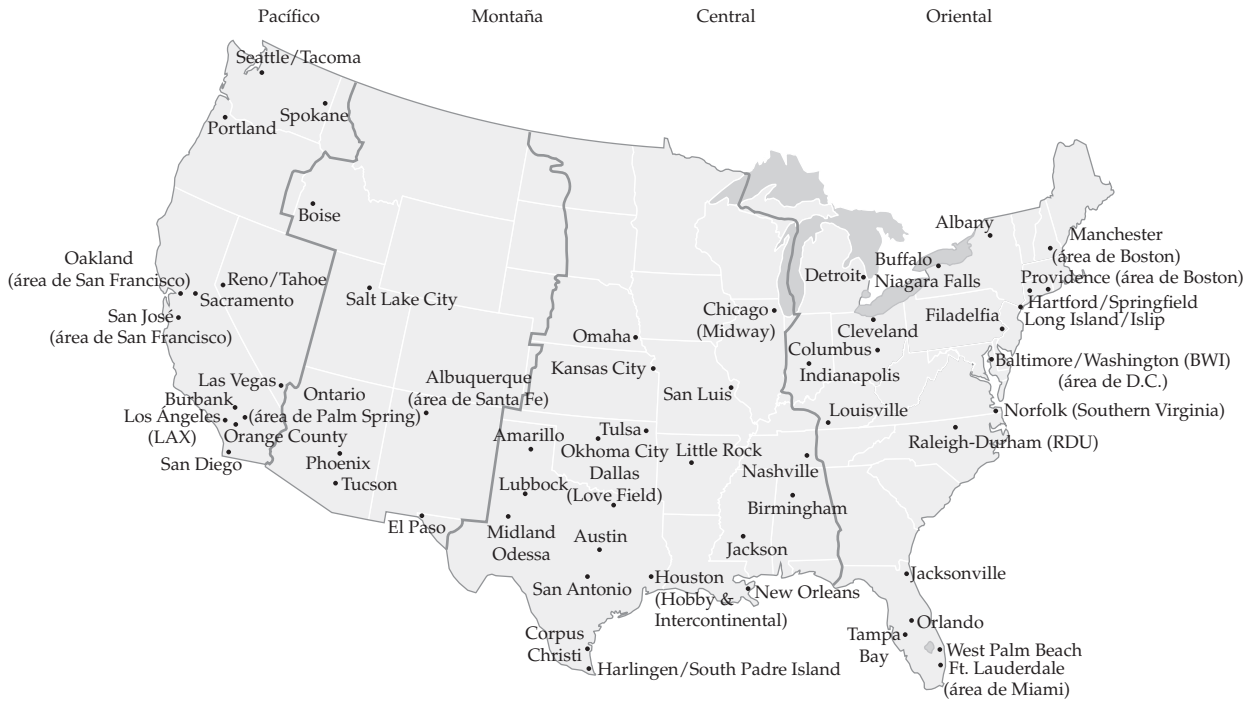 Pacífico Montaña Central Oriental
Seattle/Tacoma
Spokane
Portland
Boise
Albany
Manchester
(área de Boston)
Oakland
(área de San Francisco)
Reno/Tahoe
Sacramento
Salt Lake City
Buffalo
Niagara Falls
Detroit
Providence (área de Boston)
Hartford/Springfield
Long Island/Islip
San José
(área de San Francisco)
Chicago
(Midway)
Filadelfia
Cleveland
Omaha
Columbus
Indianapolis
Kansas City
Baltimore/Washington (BWI)
(área de D.C.)
San Luis
Las Vegas
Burbank
Ontario
(área de Palm Spring)
Los Ángeles
(LAX)
Orange County
San Diego
Albuquerque
(área de Santa Fe)
Louisville
Norfolk (Southern Virginia)
Raleigh-Durham (RDU)
Phoenix
Tucson
Amarillo
Tulsa
Okhoma City
Little Rock
Nashville
Dallas
(Love Field)
Lubbock
Birmingham
El Paso
Midland
Odessa
Austin
Jackson
San Antonio
Houston
(Hobby &
Intercontinental)
New Orleans
Jacksonville
Orlando
Tampa
Bay
Corpus
Christi
Harlingen/South Padre Island
West Palm Beach
Ft. Lauderdale
(área de Miami)